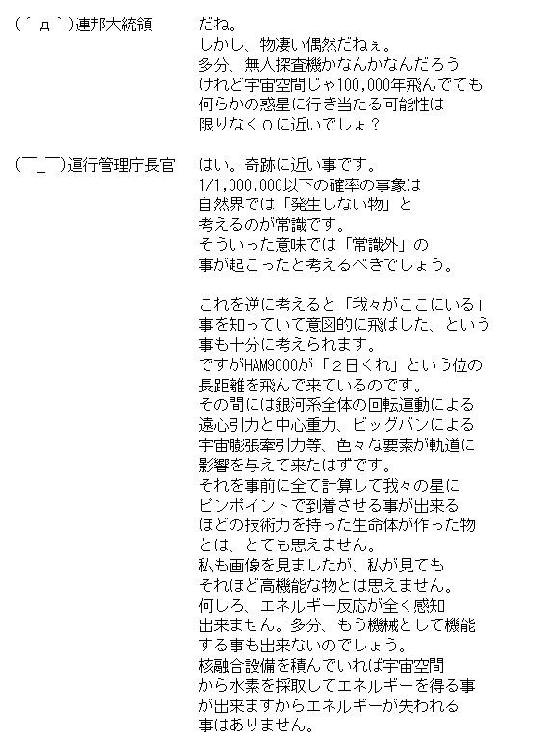 (´д｀)連邦大統領 だね。
しかし、物凄い偶然だねぇ。
多分、無人探査機かなんかなんだろう
けれど宇宙空間じゃ100,000年飛んでても
何らかの惑星に行き当たる可能性は
限りなく０に近いでしょ？
(￣_￣)運行管理庁長官 はい。奇跡に近い事です。
1/1,000,000以下の確率の事象は
自然界では「発生しない物」と
考えるのが常識です。
そういった意味では「常識外」の
事が起こったと考えるべきでしょう。
これを逆に考えると「我々がここにいる」
事を知っていて意図的に飛ばした、という
事も十分に考えられます。
ですがHAM9000が「２日くれ」という位の
長距離を飛んで来ているのです。
その間には銀河系全体の回転運動による
遠心引力と中心重力、ビッグバンによる
宇宙膨張牽引力等、色々な要素が軌道に
影響を与えて来たはずです。
それを事前に全て計算して我々の星に
ピンポイントで到着させる事が出来る
ほどの技術力を持った生命体が作った物
とは、とても思えません。
私も画像を見ましたが、私が見ても
それほど高機能な物とは思えません。
何しろ、エネルギー反応が全く感知
出来ません。多分、もう機械として機能
する事も出来ないのでしょう。
核融合設備を積んでいれば宇宙空間
から水素を採取してエネルギーを得る事
が出来ますからエネルギーが失われる
事はありません。